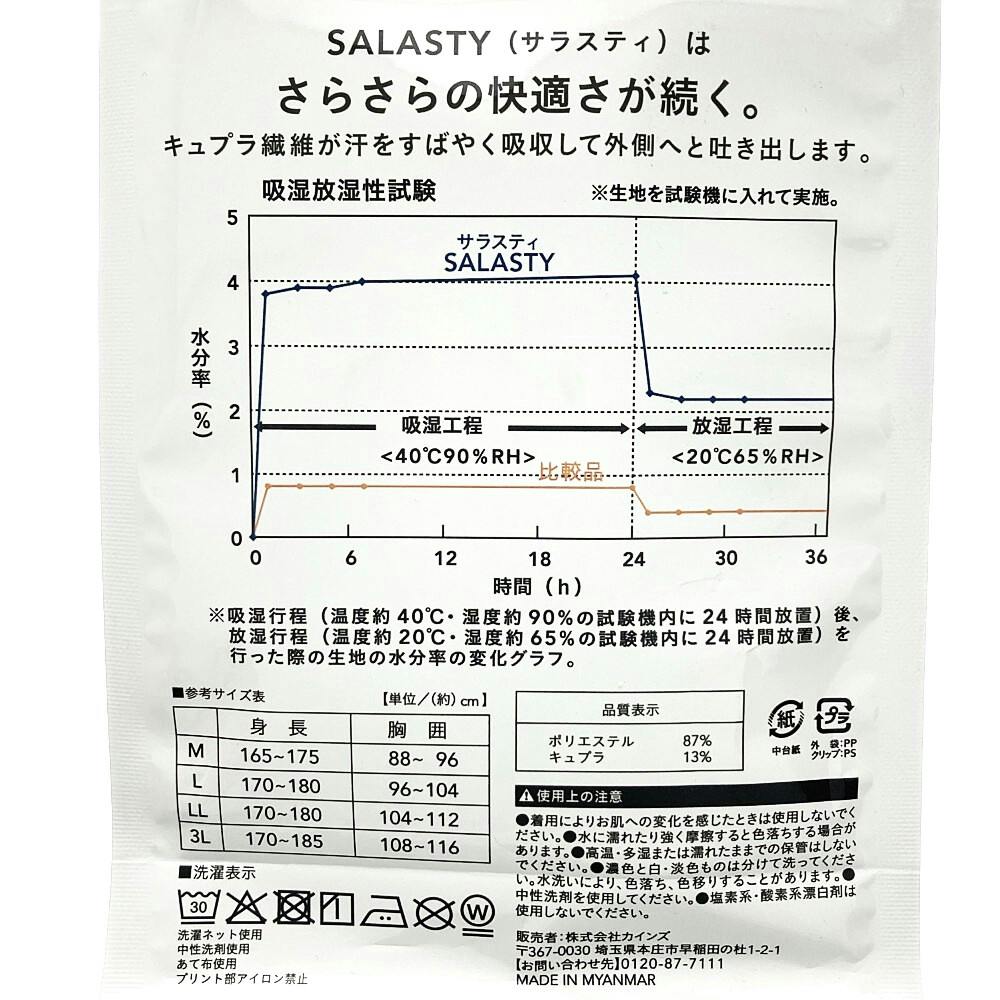 SALASTY（サラスティ）は
さらさらの快適さが続く。
キュプラ繊維が汗をすばやく吸収して外側へと吐き出します。
吸湿放湿性試験
※生地を試験機に入れて実施。
5
4
3
2
1
0
水分率（%）
サラスティ
SALASTY
吸湿工程
<40℃90%RH>
放湿工程
<20℃65%RH>
比較品
0 6 12 18 24 30 36
時間（h）
※吸湿行程（温度約40℃・湿度約90%の試験機内に24時間放置）後、
放湿行程（温度約20℃・湿度約65%の試験機内に24時間放置）を
行った際の生地の水分率の変化グラフ。
■参考サイズ表 【単位／(約)cm】
身長 胸囲
M 165~175 88~ 96
L 170~180 96~104
LL 170~180 104~112
3L 170~185 108~116
品質表示
ポリエステル 87%
キュプラ 13%
紙
中台紙
プラ
外袋:PP
クリップ:PS
使用上の注意
●着用によりお肌への変化を感じたときは使用しないでく
ださい。●水に濡れたり強く摩擦すると色落ちする場合が
あります。●高温・多湿または濡れたままでの保管はしない
でください。●濃色と白・淡色ものは分けて洗ってくださ
い。水洗いにより、色落ち、色移りすることがあります。●
中性洗剤を使用してください。●塩素系・酸素系漂白剤は
使用しないでください。
■洗濯表示
30
W
洗濯ネット使用
中性洗剤使用
あて布使用
プリント部アイロン禁止
販売者：株式会社カインズ
〒367-0030 埼玉県本庄市早稲田の杜1-2-1
【お問い合わせ先】0120-87-7111
MADE IN MYANMAR